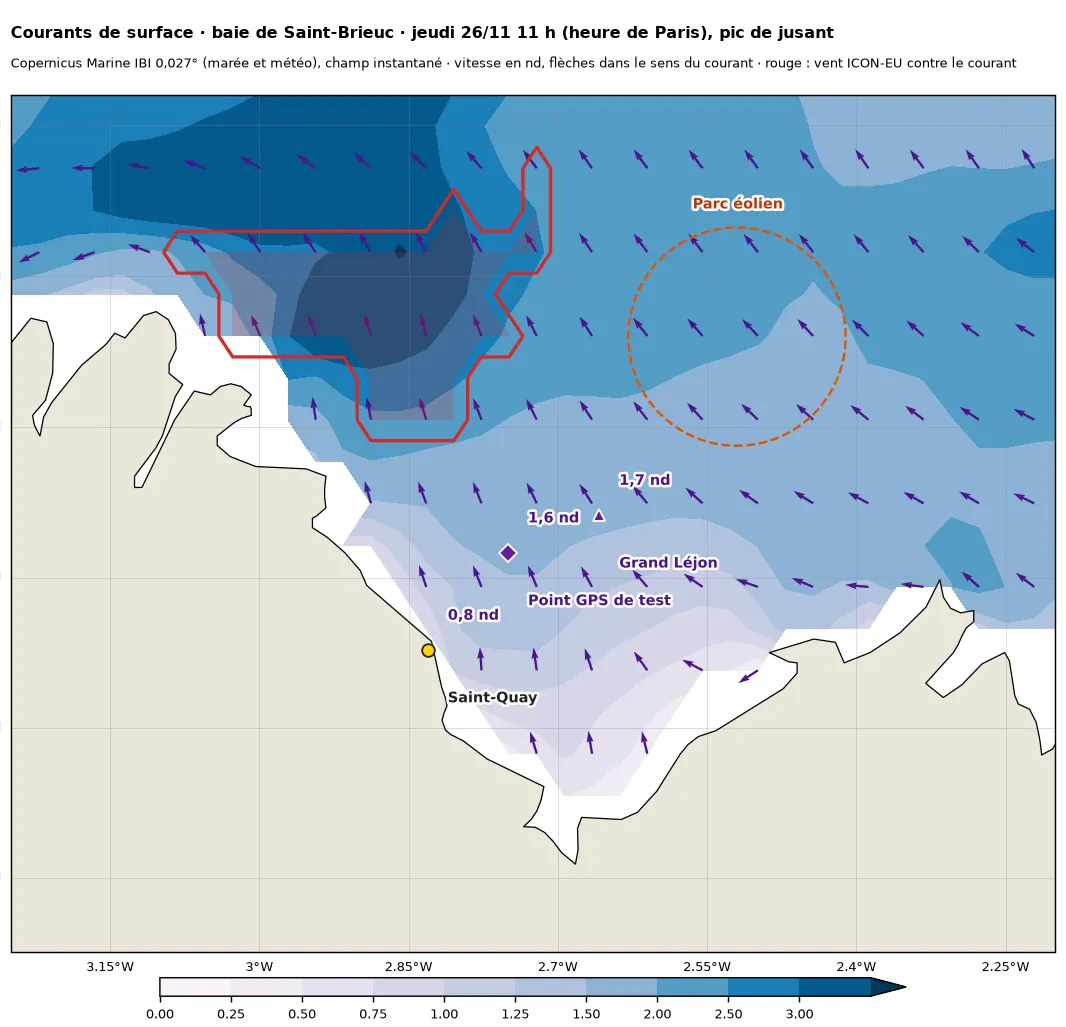 Courants de surface · baie de Saint-Brieuc · jeudi 26/11 11 h (heure de Paris), pic de jusant
Copernicus Marine IBI 0,027° (marée et météo), champ instantané · vitesse en nd, flèches dans le sens du courant · rouge : vent ICON-EU contre le courant
Parc éolien
1,7 nd
1,6 nd
Grand Léjon
Point GPS de test
0,8 nd
Saint-Quay
3.15°W 3°W 2.85°W 2.7°W 2.55°W 2.4°W 2.25°W
0.00 0.25 0.50 0.75 1.00 1.25 1.50 2.00 2.50 3.00